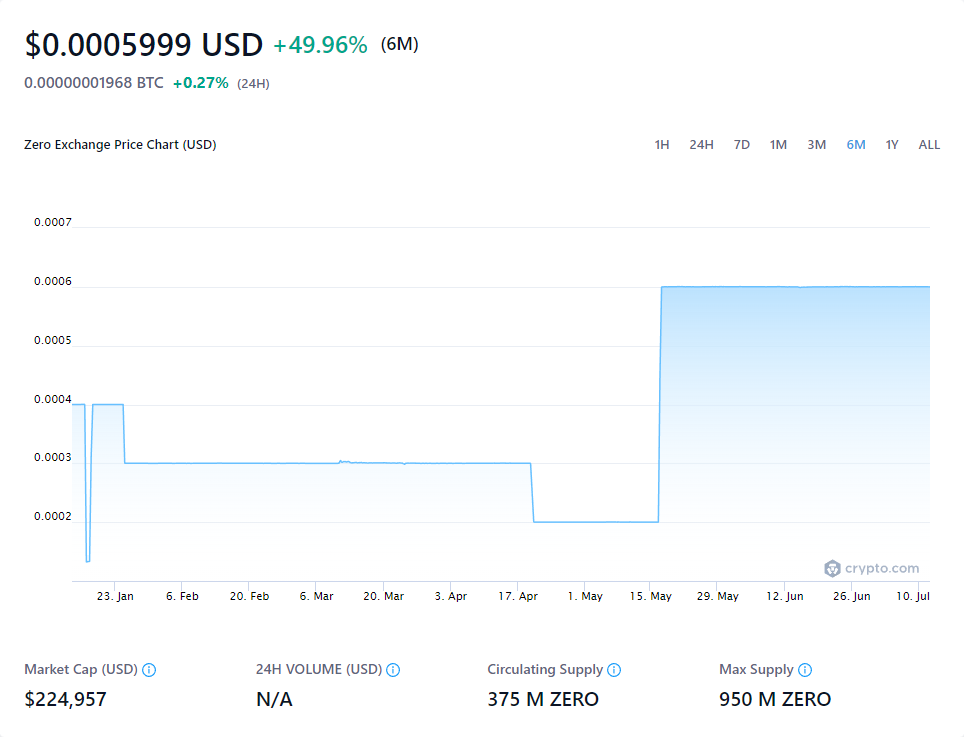 $0.0005999 USD +49.96% (6M)
0.00000001968 BTC +0.27% (24H)
Zero Exchange Price Chart (USD) 1H 24H 7D 1M 3M 6M 1Y ALL
0.0007
0.0006
0.0005
0.0004
0.0003
0.0002
crypto.com
23. Jan 6. Feb 20. Feb 6. Mar 20. Mar 3. Apr 17. Apr 1. May 15. May 29. May 12. Jun 26. Jun 10. Jul
Market Cap (USD) 24H VOLUME (USD) Circulating Supply Max Supply
$224,957 N/A 375 M ZERO 950 M ZERO